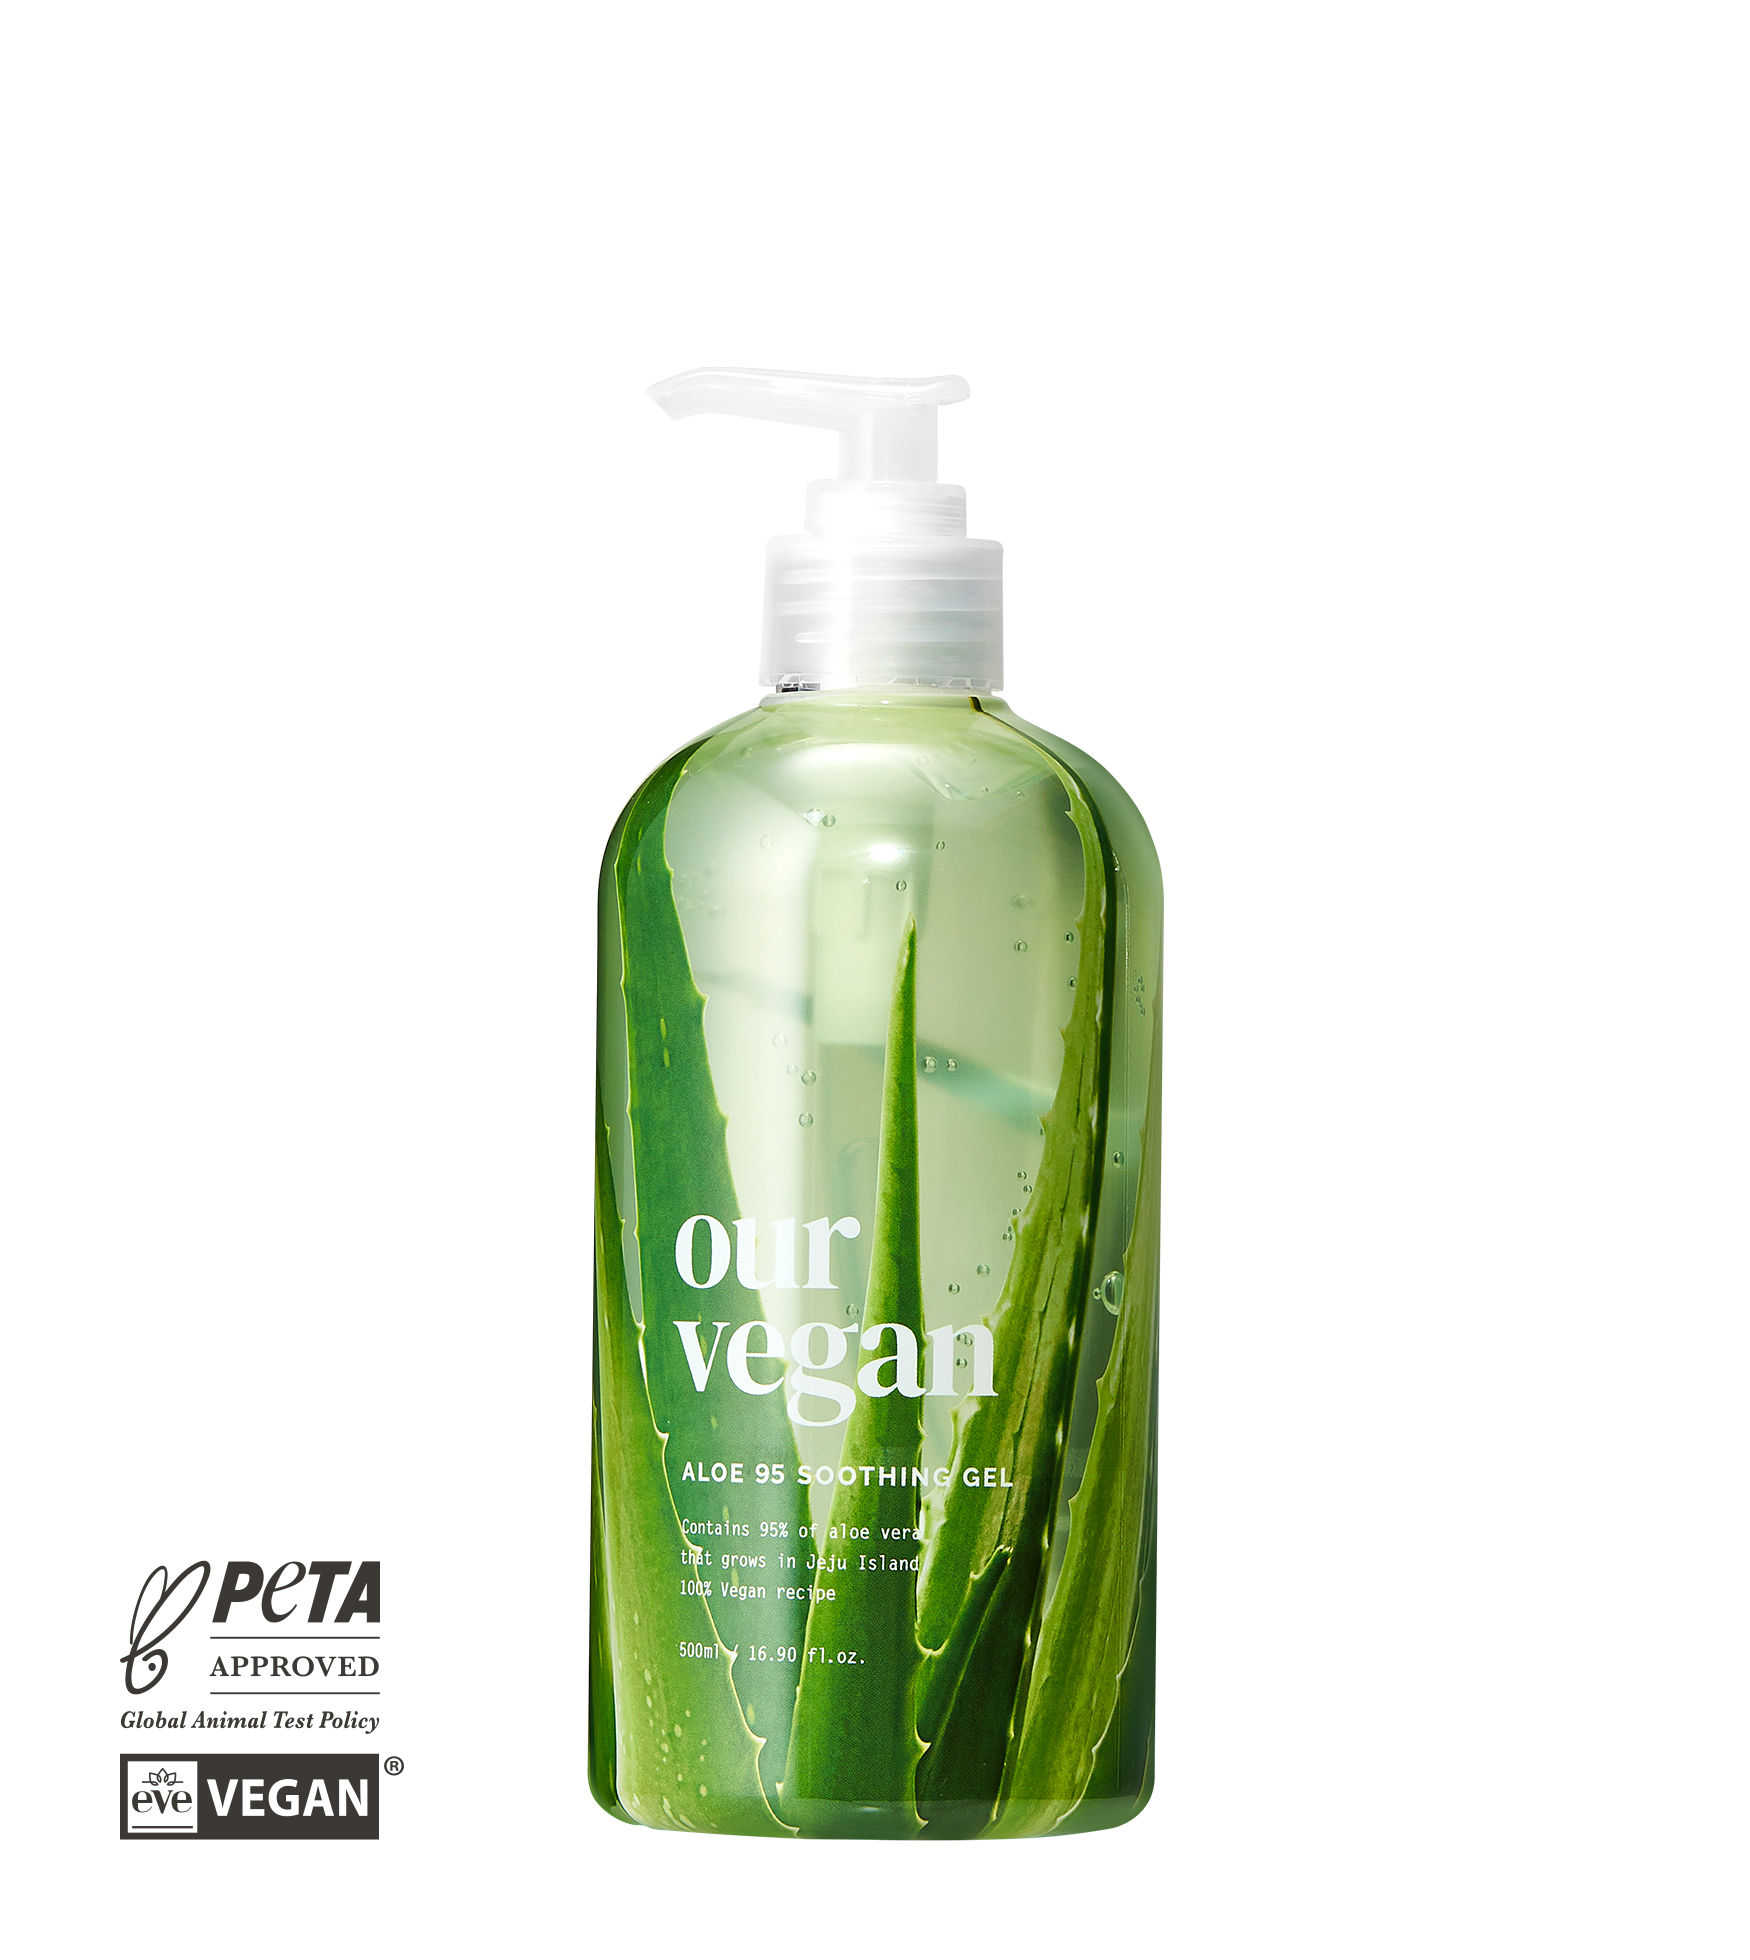 our
vegan
ALOE 95 SOOTHING GEL
Contains 95% of aloe vera
that grows in Jeju Island
100% Vegan recipe
500ml / 16.90 fl.oz.
PETA
APPROVED
Global Animal Test Policy
eve VEGAN®